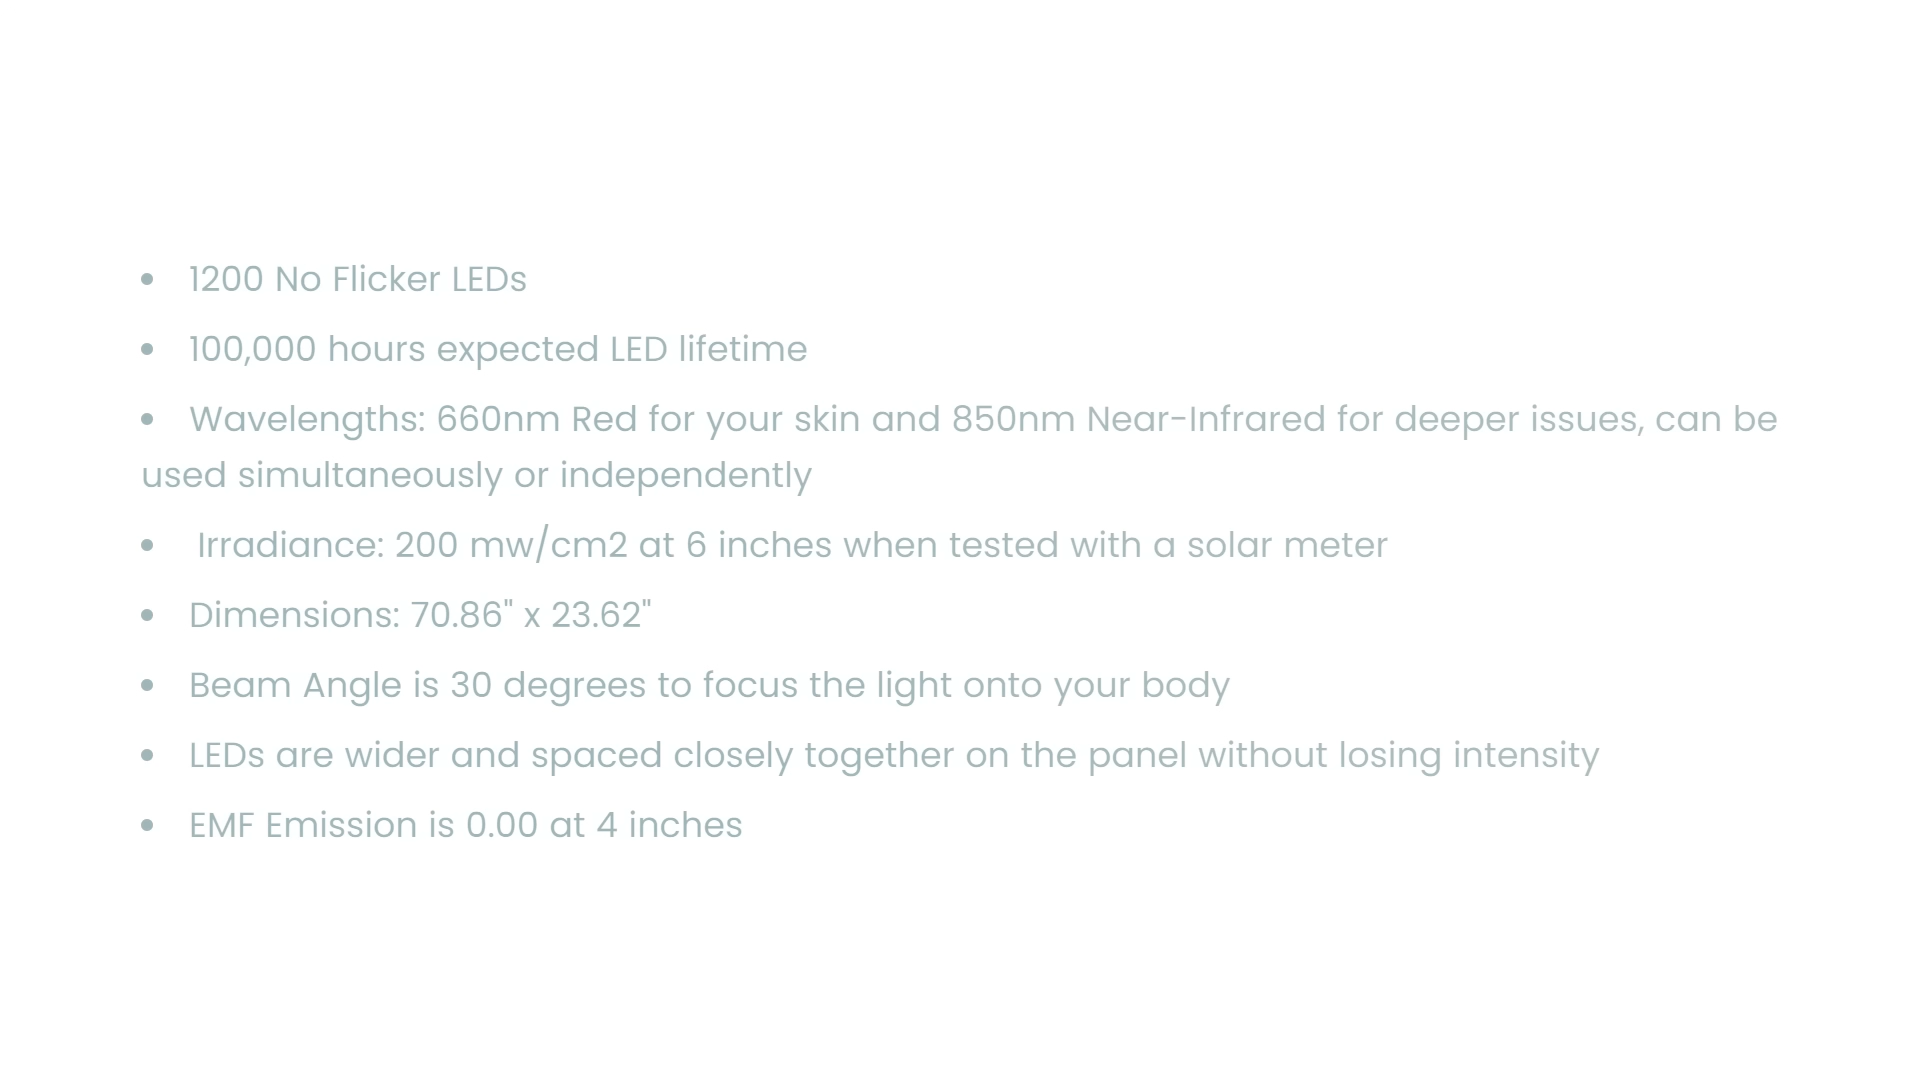 • 1200 No Flicker LEDs
• 100,000 hours expected LED lifetime
• Wavelengths: 660nm Red for your skin and 850nm Near-Infrared for deeper issues, can be
used simultaneously or independently
• Irradiance: 200 mw/cm2 at 6 inches when tested with a solar meter
• Dimensions: 70.86" x 23.62"
• Beam Angle is 30 degrees to focus the light onto your body
• LEDs are wider and spaced closely together on the panel without losing intensity
• EMF Emission is 0.00 at 4 inches